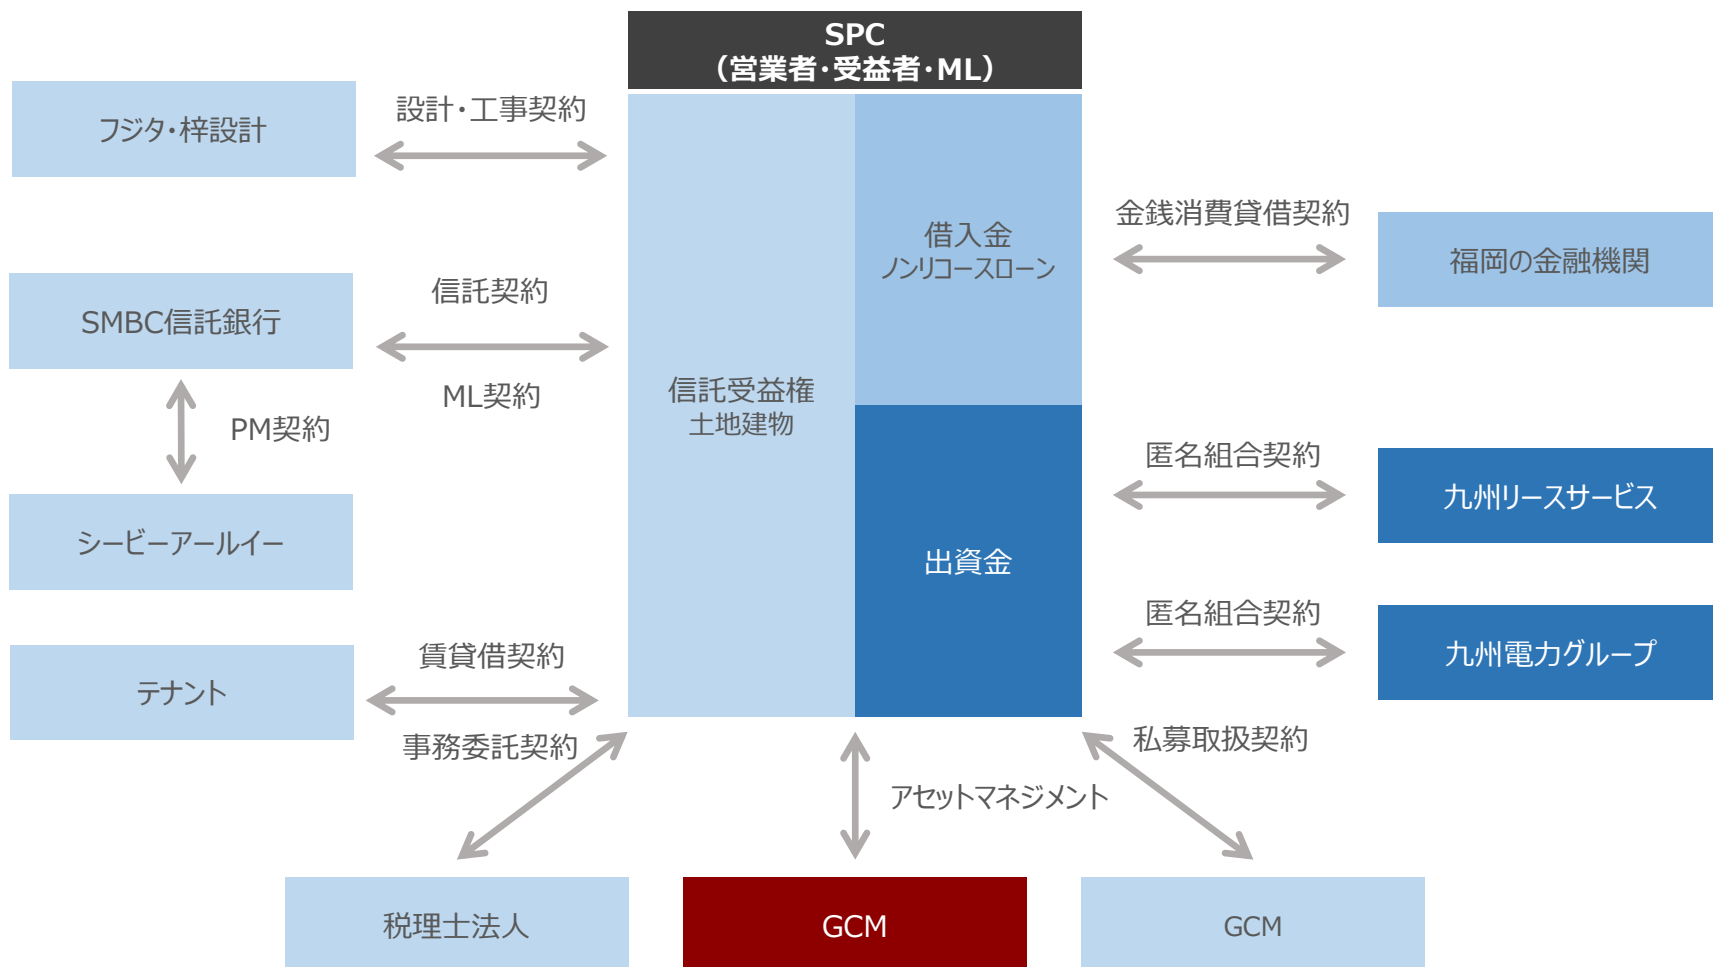 SPC
（営業者・受益者・ML）
フジタ・梓設計
設計・工事契約
SMBC信託銀行
信託契約
ML契約
PM契約
シービーアールイー
テナント
賃貸借契約
事務委託契約
信託受益権
土地建物
借入金
ノンリコースローン
出資金
金銭消費貸借契約
福岡の金融機関
匿名組合契約
九州リースサービス
匿名組合契約
九州電力グループ
私募取扱契約
アセットマネジメント
税理士法人
GCM
GCM